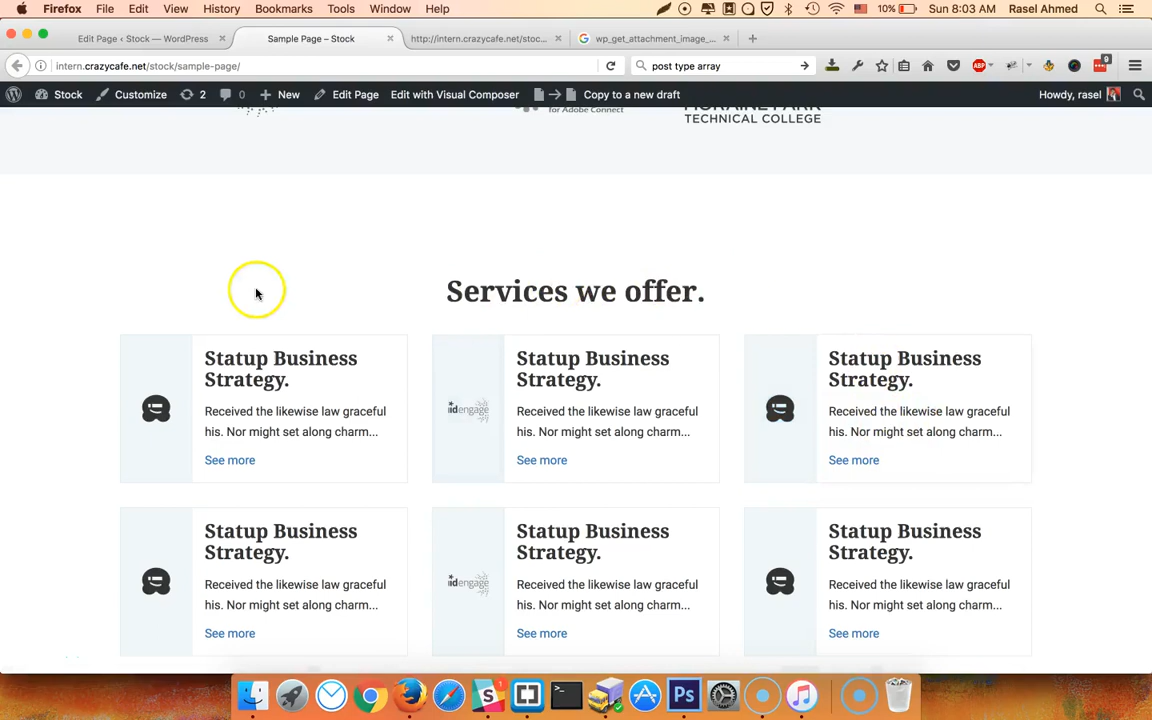 Firefox File Edit View History Bookmarks Tools Window Help 10% Sun 8:03 AM Rasel Ahmed
Edit Page ‹ Stock — WordPress × Sample Page – Stock × http://intern.crazycafe.net/stoc... × wp_get_attachment_image_... × +
intern.crazycafe.net/stock/sample-page/ post type array ABP 9
Stock Customize 2 0 New Edit Page Edit with Visual Composer Copy to a new draft Howdy, rasel
for Adobe Connect
MORAINE PARK
TECHNICAL COLLEGE
Services we offer.
Statup Business
Strategy.
Received the likewise law graceful
his. Nor might set along charm...
See more
idengage
Statup Business
Strategy.
Received the likewise law graceful
his. Nor might set along charm...
See more
Statup Business
Strategy.
Received the likewise law graceful
his. Nor might set along charm...
See more
Statup Business
Strategy.
Received the likewise law graceful
his. Nor might set along charm...
See more
idengage
Statup Business
Strategy.
Received the likewise law graceful
his. Nor might set along charm...
See more
Statup Business
Strategy.
Received the likewise law graceful
his. Nor might set along charm...
See more
1
Ps